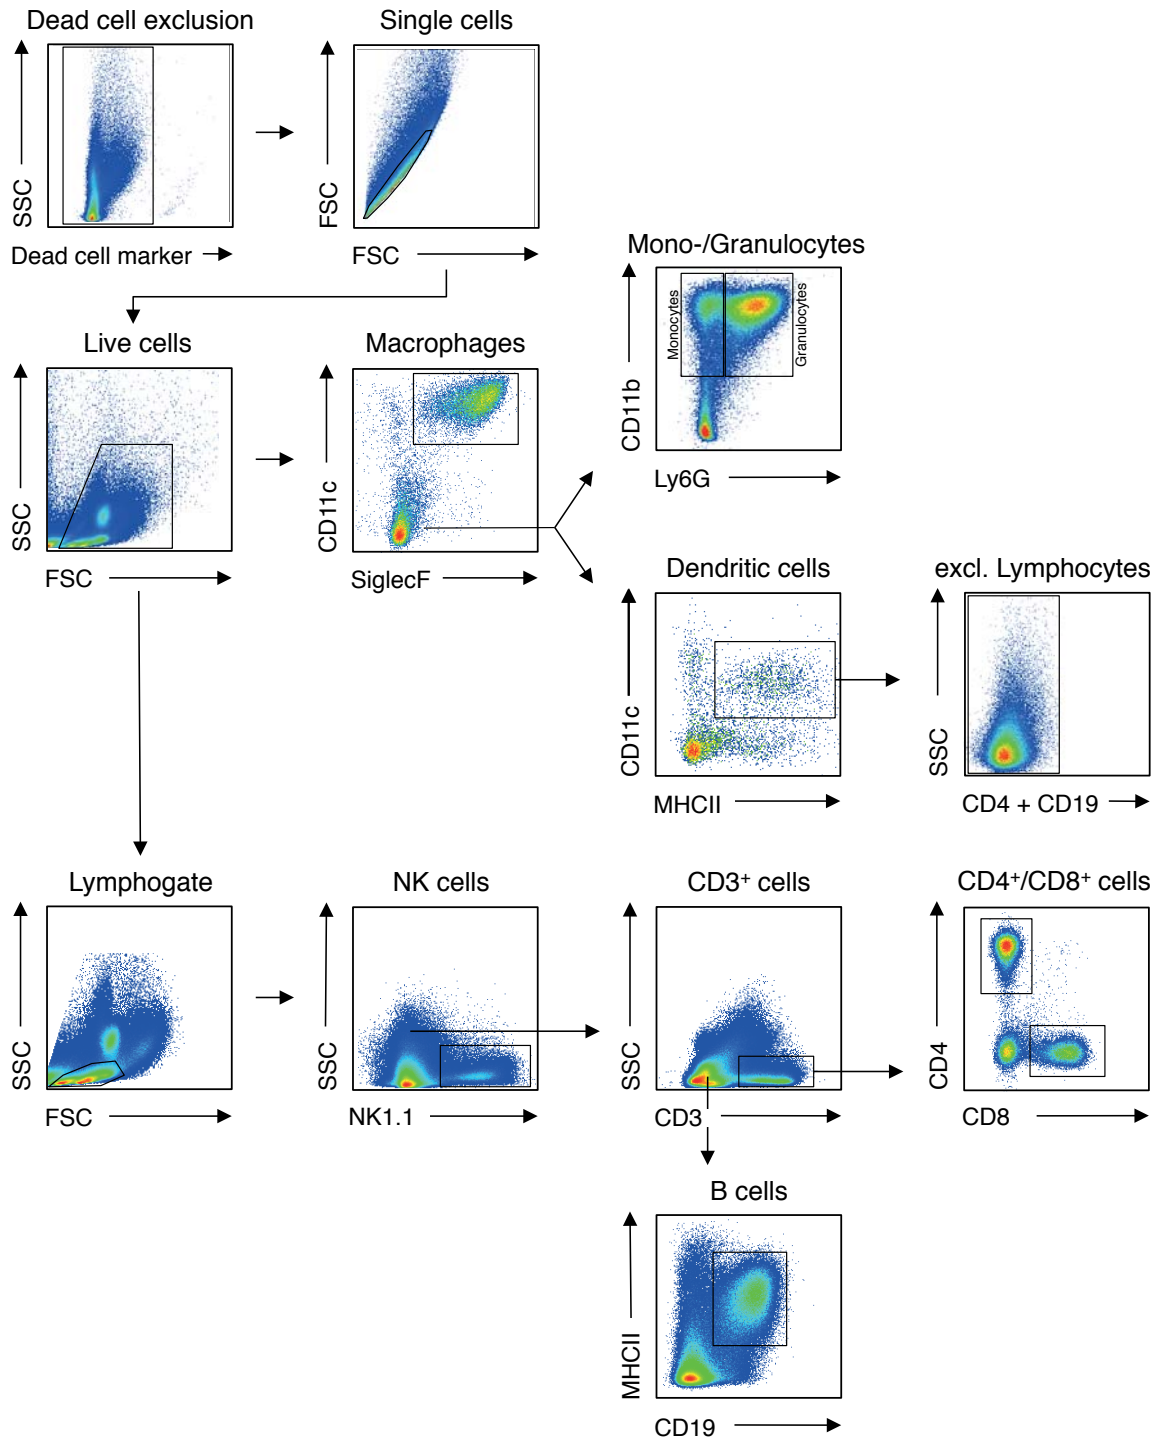 Dead cell exclusion
SSC
Dead cell marker
Single cells
FSC
FSC
Mono-/Granulocytes
CD11b
Monocytes
Granulocytes
Ly6G
Live cells
SSC
FSC
Macrophages
CD11c
SiglecF
Dendritic cells
CD11c
MHCII
excl. Lymphocytes
SSC
CD4 + CD19
Lymphogate
SSC
FSC
NK cells
SSC
NK1.1
CD3⁺ cells
SSC
CD3
CD4⁺/CD8⁺ cells
CD4
CD8
B cells
MHCII
CD19